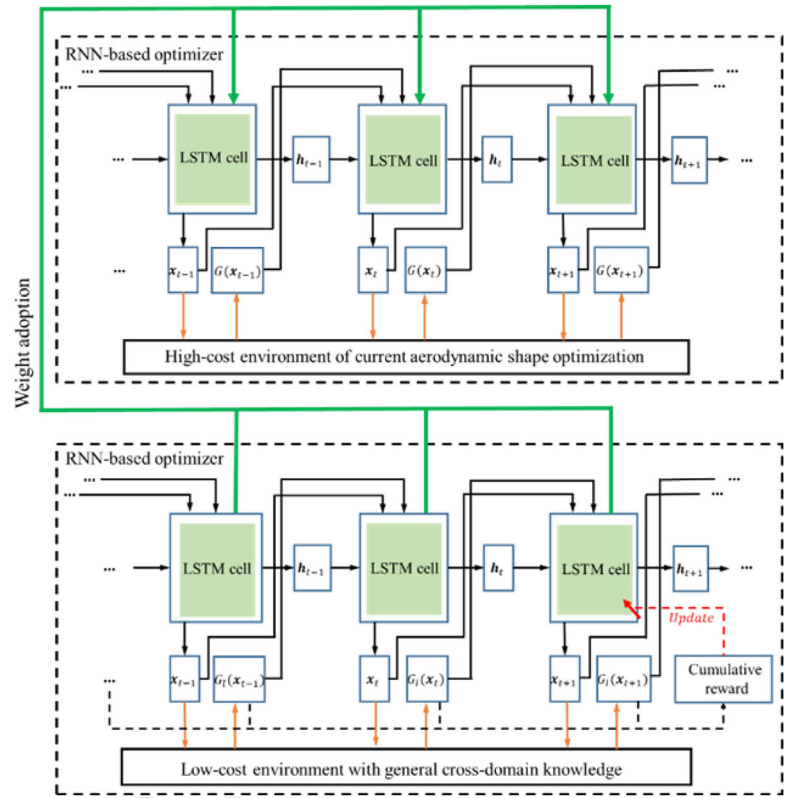 RNN-based optimizer
...
...
LSTM cell
LSTM cell
LSTM cell
...
h_{t-1}
h_t
h_{t+1}
...
...
...
...
x_{t-1}
G(x_{t-1})
x_t
G(x_t)
x_{t+1}
G(x_{t+1})
High-cost environment of current aerodynamic shape optimization
Weight adoption
RNN-based optimizer
...
...
...
...
LSTM cell
LSTM cell
LSTM cell
...
h_{t-1}
h_t
h_{t+1}
...
Update
...
x_{t-1}
G_i(x_{t-1})
x_t
G_i(x_t)
x_{t+1}
G_i(x_{t+1})
Cumulative
reward
Low-cost environment with general cross-domain knowledge